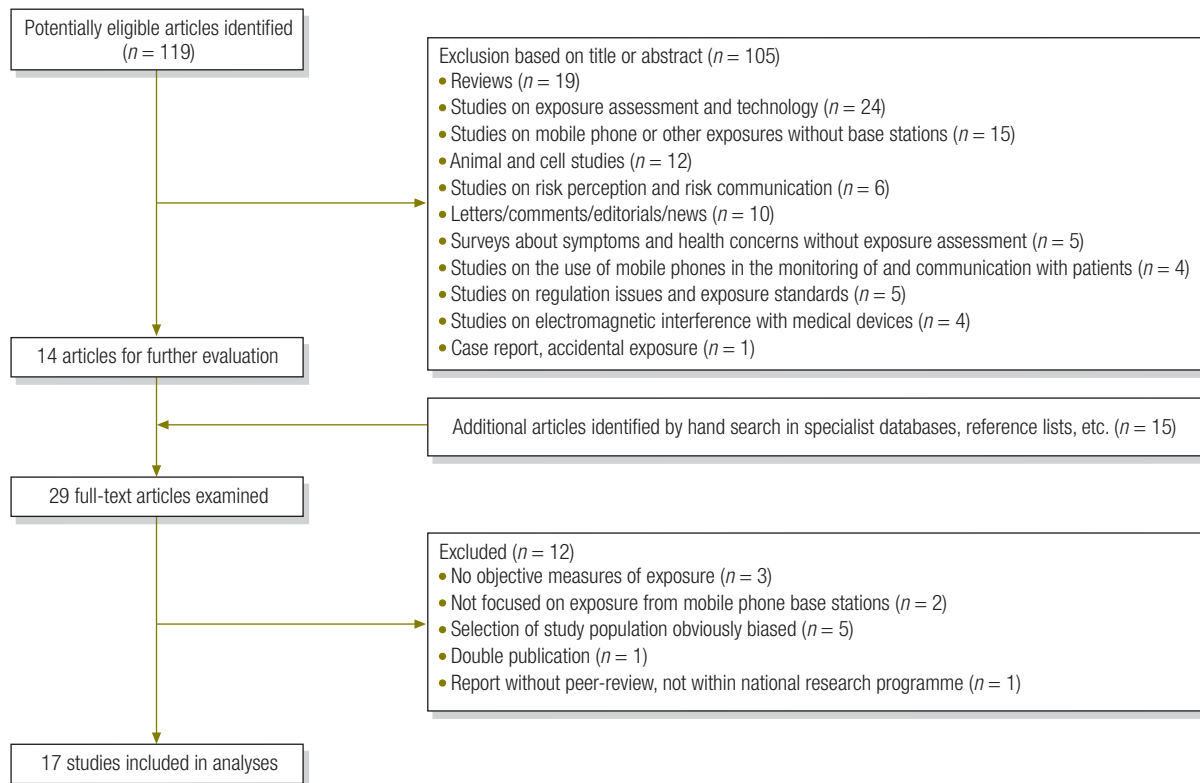 Potentially eligible articles identified
(n = 119)
Exclusion based on title or abstract (n = 105)
• Reviews (n = 19)
• Studies on exposure assessment and technology (n = 24)
• Studies on mobile phone or other exposures without base stations (n = 15)
• Animal and cell studies (n = 12)
• Studies on risk perception and risk communication (n = 6)
• Letters/comments/editorials/news (n = 10)
• Surveys about symptoms and health concerns without exposure assessment (n = 5)
• Studies on the use of mobile phones in the monitoring of and communication with patients (n = 4)
• Studies on regulation issues and exposure standards (n = 5)
• Studies on electromagnetic interference with medical devices (n = 4)
• Case report, accidental exposure (n = 1)
14 articles for further evaluation
Additional articles identified by hand search in specialist databases, reference lists, etc. (n = 15)
29 full-text articles examined
Excluded (n = 12)
• No objective measures of exposure (n = 3)
• Not focused on exposure from mobile phone base stations (n = 2)
• Selection of study population obviously biased (n = 5)
• Double publication (n = 1)
• Report without peer-review, not within national research programme (n = 1)
17 studies included in analyses